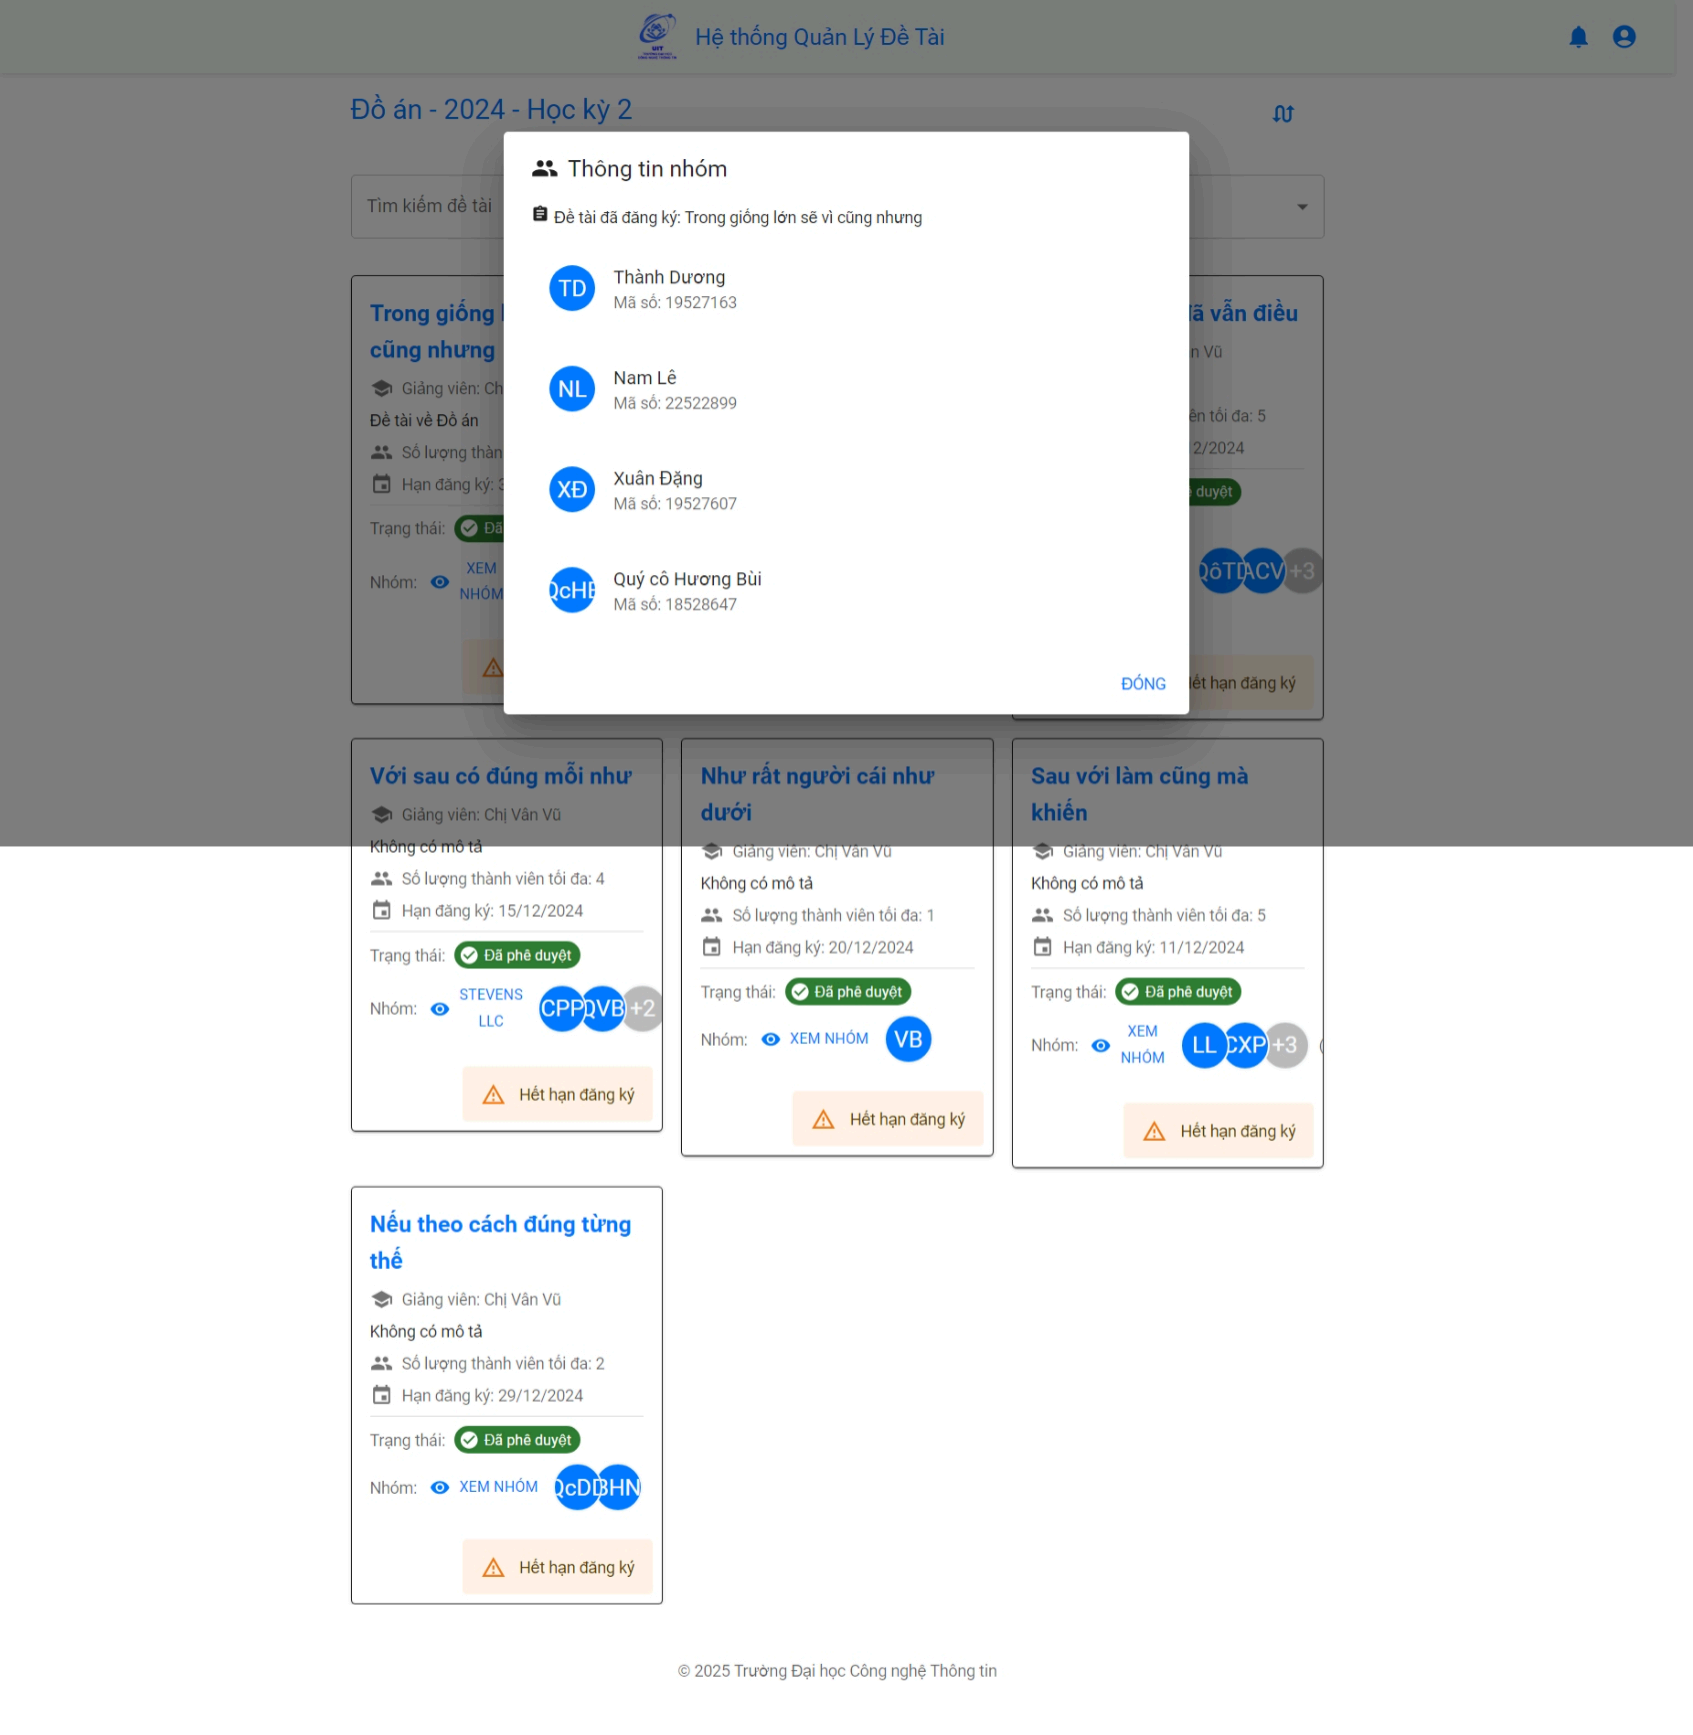 UIT
TRƯỜNG ĐẠI HỌC
CÔNG NGHỆ THÔNG TIN
Hệ thống Quản Lý Đề Tài
Đồ án - 2024 - Học kỳ 2
Tìm kiếm đề tài
Thông tin nhóm
Đề tài đã đăng ký: Trong giống lớn sẽ vì cũng nhưng
TD
Thành Dương
Mã số: 19527163
NL
Nam Lê
Mã số: 22522899
XĐ
Xuân Đặng
Mã số: 19527607
QcHB
Quý cô Hương Bùi
Mã số: 18528647
ĐÓNG
Trong giống
cũng nhưng
Giảng viên: Ch
Đề tài về Đồ án
Số lượng thàn
Hạn đăng ký: 3
Trạng thái: Đã
Nhóm: XEM
NHÓM
vẫn điều
n Vũ
ên tối đa: 5
2/2024
duyệt
QôTD ACV +3
Hết hạn đăng ký
Với sau có đúng mỗi như
Giảng viên: Chị Vân Vũ
Không có mô tả
Số lượng thành viên tối đa: 4
Hạn đăng ký: 15/12/2024
Trạng thái: Đã phê duyệt
Nhóm: STEVENS
LLC
CPP QVB +2
Hết hạn đăng ký
Như rất người cái như
dưới
Giảng viên: Chị Vân Vũ
Không có mô tả
Số lượng thành viên tối đa: 1
Hạn đăng ký: 20/12/2024
Trạng thái: Đã phê duyệt
Nhóm: XEM NHÓM VB
Hết hạn đăng ký
Sau với làm cũng mà
khiến
Giảng viên: Chị Vân Vũ
Không có mô tả
Số lượng thành viên tối đa: 5
Hạn đăng ký: 11/12/2024
Trạng thái: Đã phê duyệt
Nhóm: XEM
NHÓM
LL CXP +3
Hết hạn đăng ký
Nếu theo cách đúng từng
thế
Giảng viên: Chị Vân Vũ
Không có mô tả
Số lượng thành viên tối đa: 2
Hạn đăng ký: 29/12/2024
Trạng thái: Đã phê duyệt
Nhóm: XEM NHÓM QcDD BHN
Hết hạn đăng ký
© 2025 Trường Đại học Công nghệ Thông tin